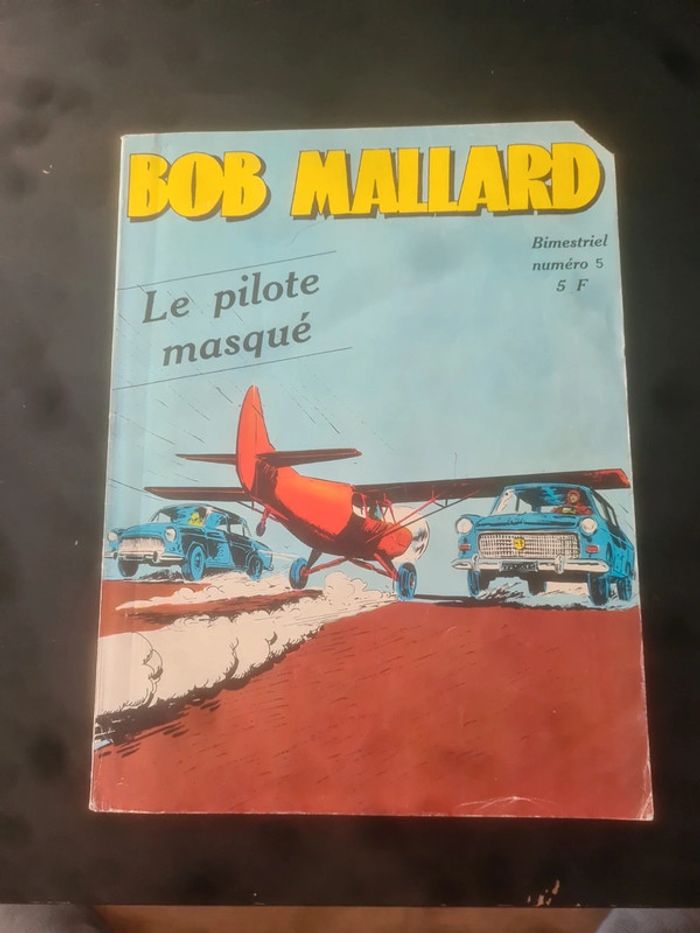 BOB MALLARD
Bimestriel
numéro 5
5 F
Le pilote
masqué